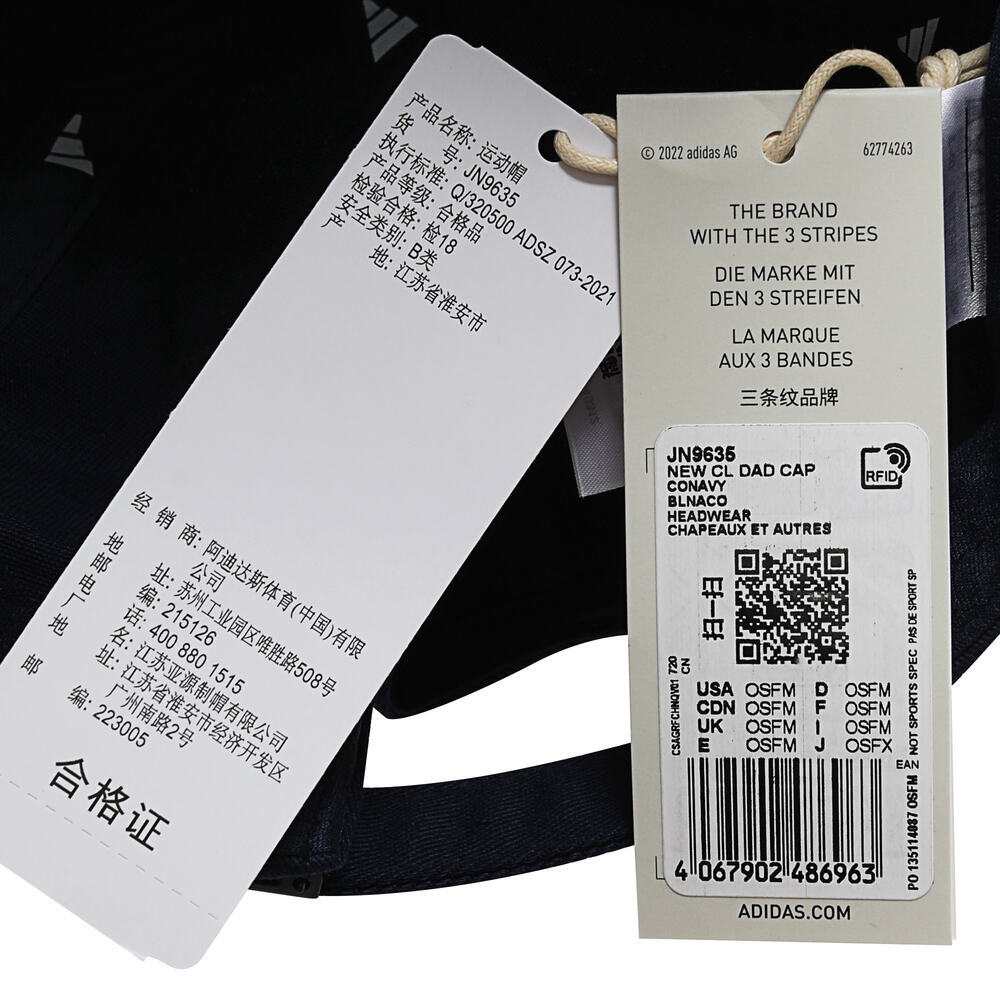 产品名称: 运动帽
货 号: JN9635
执行标准: Q/320500 ADSZ 073-2021
产品等级: 合格品
检验合格: 检18
安全类别: B类
产 地: 江苏省淮安市
经 销 商: 阿迪达斯体育(中国)有限
公司
地 址: 苏州工业园区唯胜路508号
邮 编: 215126
电 话: 400 880 1515
厂 名: 江苏亚源制帽有限公司
地 址: 江苏省淮安市经济开发区
广州南路2号
邮 编: 223005
合格证
© 2022 adidas AG 62774263
THE BRAND
WITH THE 3 STRIPES
DIE MARKE MIT
DEN 3 STREIFEN
LA MARQUE
AUX 3 BANDES
三条纹品牌
JN9635
NEW CL DAD CAP
CONAVY
BLNACO
HEADWEAR
CHAPEAUX ET AUTRES
RFID
CSAGRFCHNQV01 720
CN
USA OSFM D OSFM
CDN OSFM F OSFM
UK OSFM I OSFM
E OSFM J OSFX
EAN
4 067902 486963
PO 135114087 OSFM NOT SPORTS SPEC PAS DE SPORT SP
ADIDAS.COM